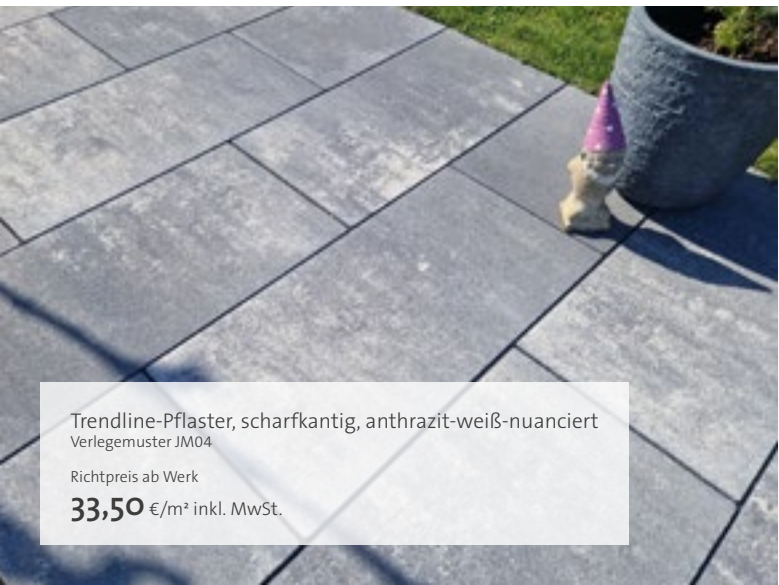 Trendline-Pflaster, scharfkantig, anthrazit-weiß-nuanciert
Verlegemuster JM04
Richtpreis ab Werk
33,50 €/m² inkl. MwSt.